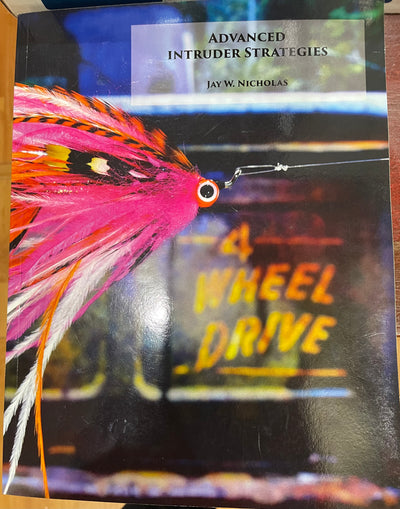 ADVANCED
INTRUDER STRATEGIES
JAY W. NICHOLAS
4
WHEEL
DRIVE